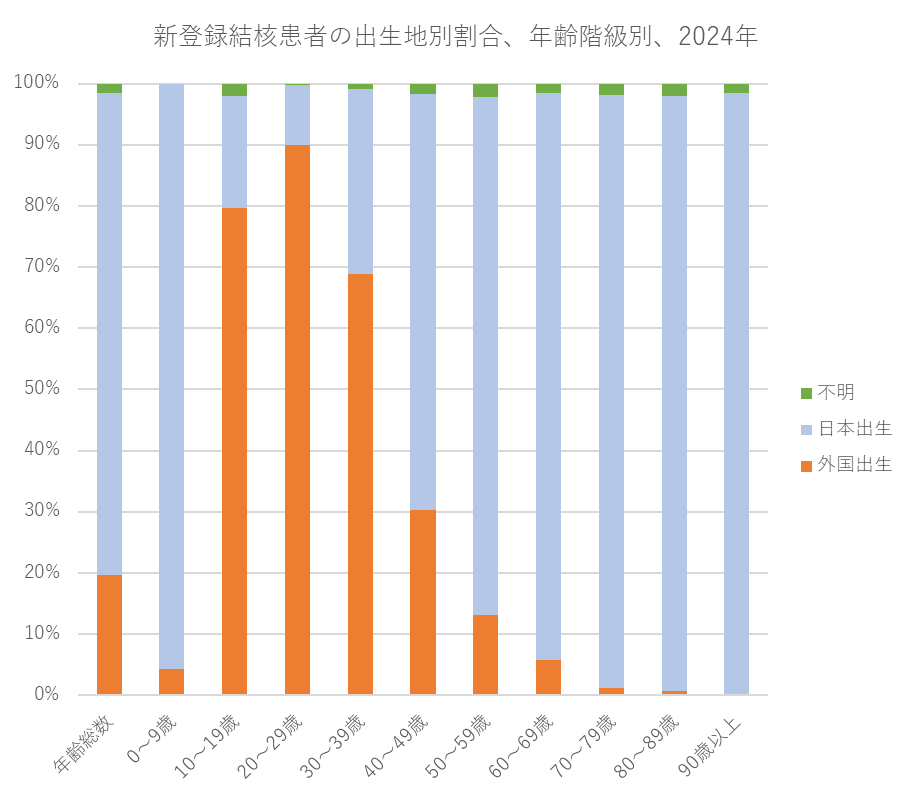 新登録結核患者の出生地別割合、年齢階級別、2024年
100%
90%
80%
70%
60%
50%
40%
30%
20%
10%
0%
年齢総数
0～9歳
10～19歳
20～29歳
30～39歳
40～49歳
50～59歳
60～69歳
70～79歳
80～89歳
90歳以上
不明
日本出生
外国出生